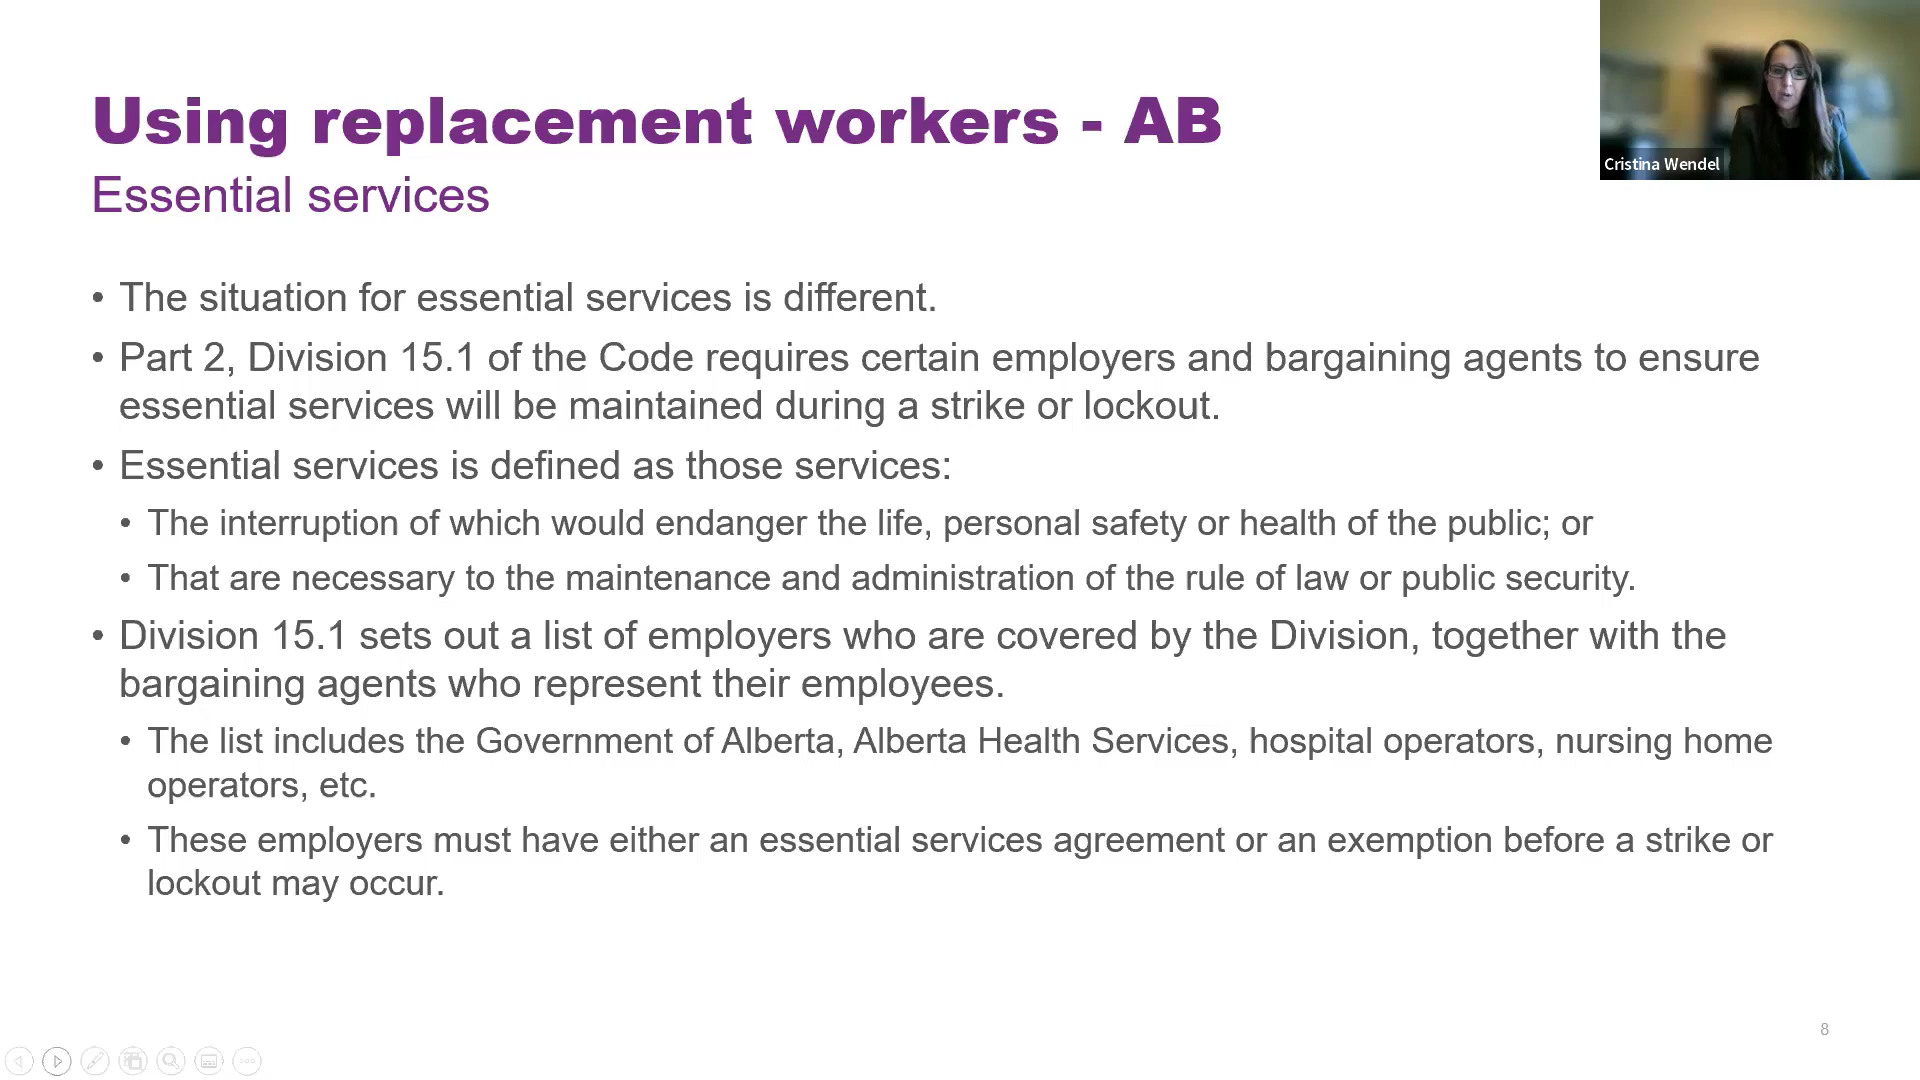 Using replacement workers - AB
Essential services
Cristina Wendel
• The situation for essential services is different.
• Part 2, Division 15.1 of the Code requires certain employers and bargaining agents to ensure
essential services will be maintained during a strike or lockout.
• Essential services is defined as those services:
• The interruption of which would endanger the life, personal safety or health of the public; or
• That are necessary to the maintenance and administration of the rule of law or public security.
• Division 15.1 sets out a list of employers who are covered by the Division, together with the
bargaining agents who represent their employees.
• The list includes the Government of Alberta, Alberta Health Services, hospital operators, nursing home
operators, etc.
• These employers must have either an essential services agreement or an exemption before a strike or
lockout may occur.
8